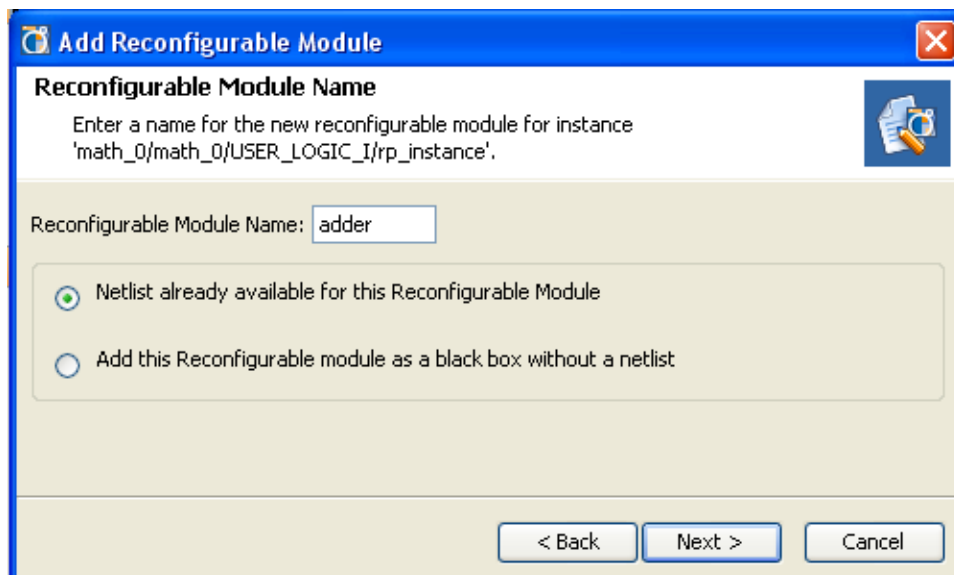 Add Reconfigurable Module
Reconfigurable Module Name
Enter a name for the new reconfigurable module for instance
'math_0/math_0/USER_LOGIC_I/rp_instance'.
Reconfigurable Module Name: adder
Netlist already available for this Reconfigurable Module
Add this Reconfigurable module as a black box without a netlist
< Back Next > Cancel